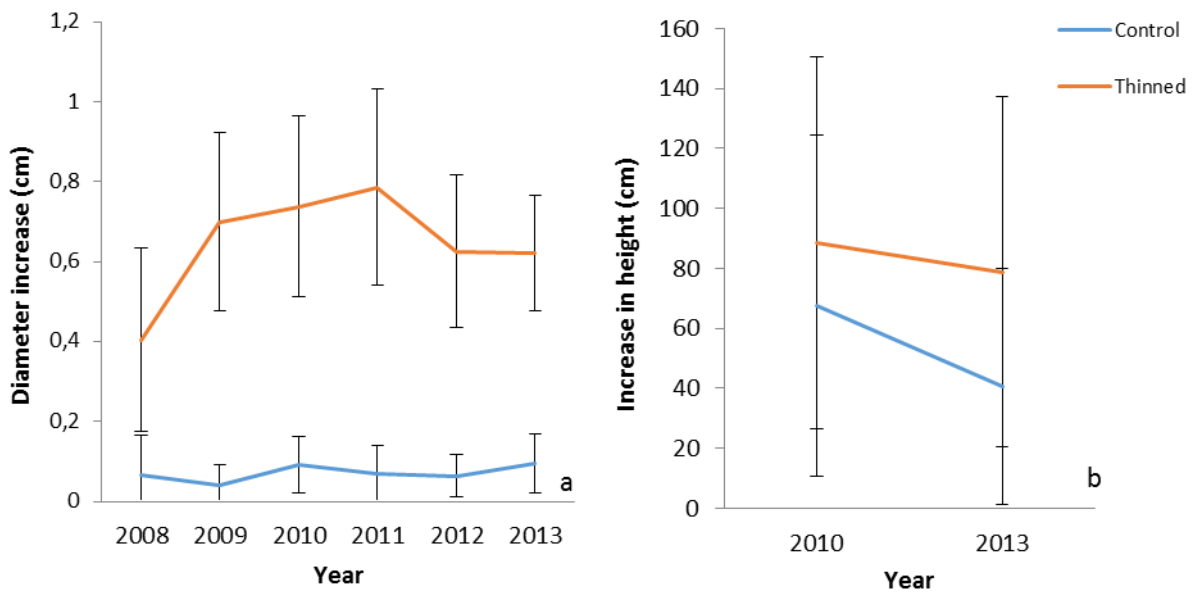 Diameter increase (cm)
1,2
1
0,8
0,6
0,4
0,2
0
2008 2009 2010 2011 2012 2013
Year
a
Increase in height (cm)
160
140
120
100
80
60
40
20
0
2010 2013
Year
b
Control
Thinned